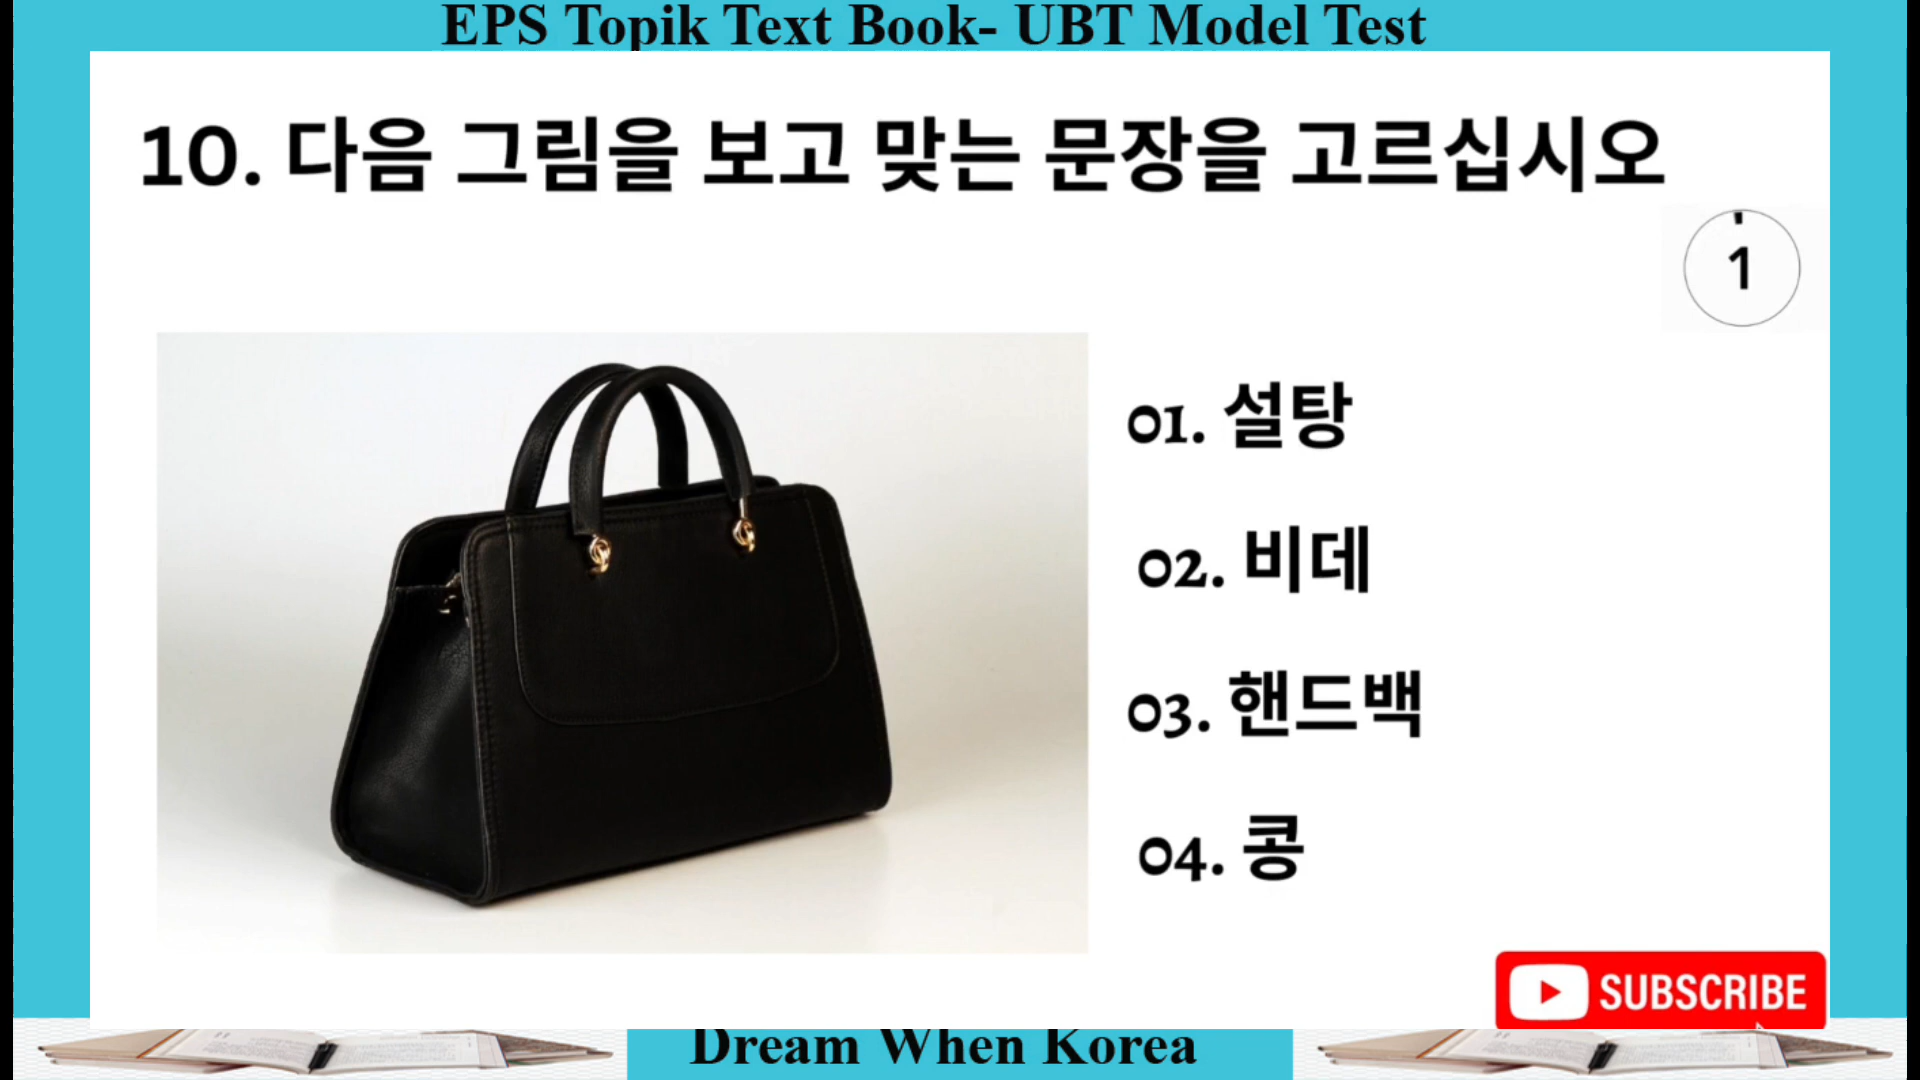 EPS Topik Text Book- UBT Model Test
10. 다음 그림을 보고 맞는 문장을 고르십시오
1
01. 설탕
02. 비데
03. 핸드백
04. 콩
SUBSCRIBE
Dream When Korea